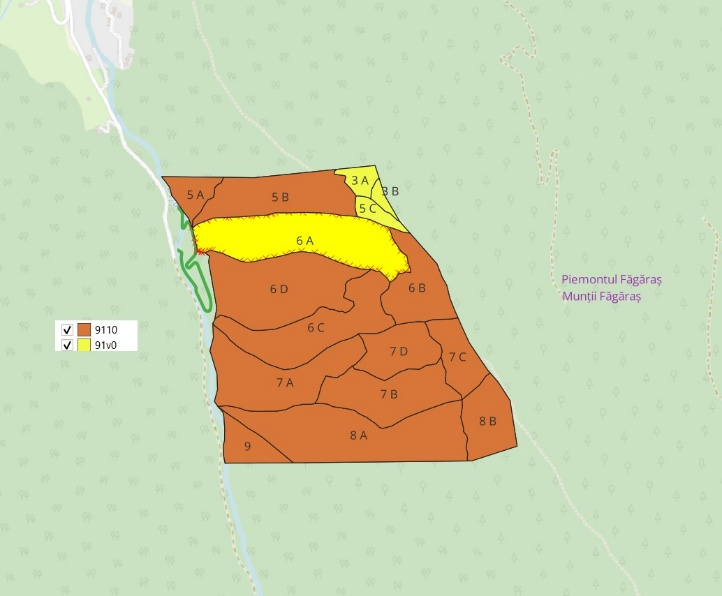 3 A
5 A
5 B
3 B
5 C
6 A
Piemontul Făgăraș
Munții Făgăraș
6 D
6 B
6 C
9110
91v0
7 D
7 C
7 A
7 B
8 B
8 A
9